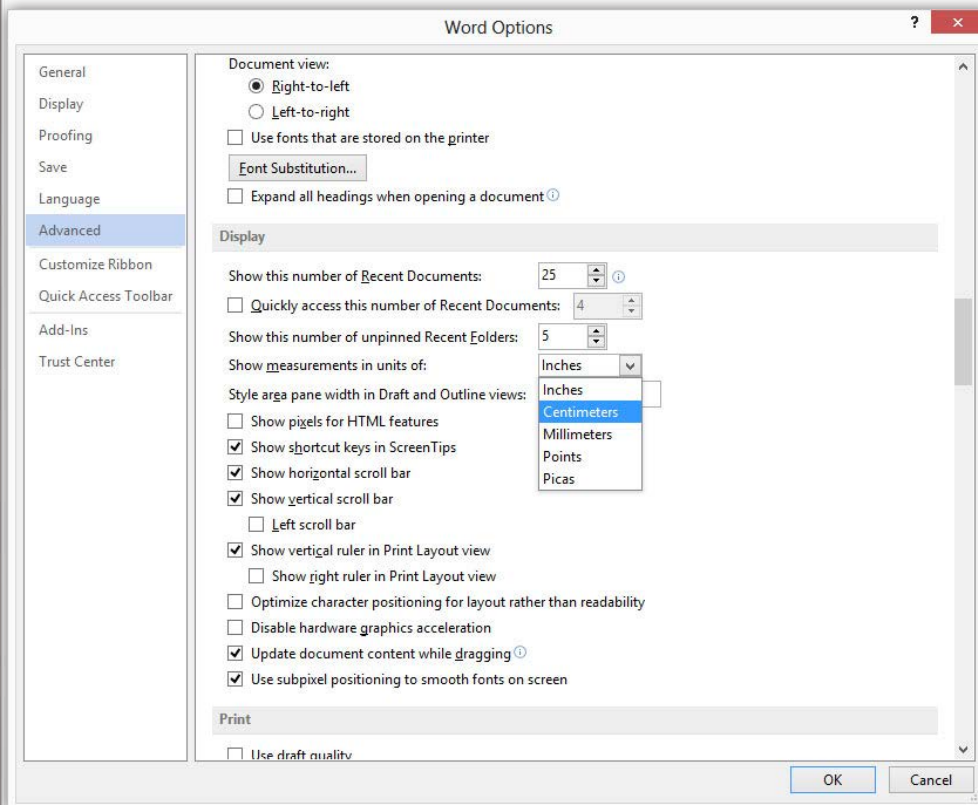 Word Options
?
General
Display
Proofing
Save
Language
Advanced
Customize Ribbon
Quick Access Toolbar
Add-Ins
Trust Center
Document view:
Right-to-left
Left-to-right
Use fonts that are stored on the printer
Font Substitution...
Expand all headings when opening a document
Display
Show this number of Recent Documents: 25
Quickly access this number of Recent Documents: 4
Show this number of unpinned Recent Folders: 5
Show measurements in units of: Inches
Inches
Style area pane width in Draft and Outline views:
Centimeters
Show pixels for HTML features
Millimeters
Show shortcut keys in ScreenTips
Points
Show horizontal scroll bar
Picas
Show vertical scroll bar
Left scroll bar
Show vertical ruler in Print Layout view
Show right ruler in Print Layout view
Optimize character positioning for layout rather than readability
Disable hardware graphics acceleration
Update document content while dragging
Use subpixel positioning to smooth fonts on screen
Print
Use draft quality
OK
Cancel